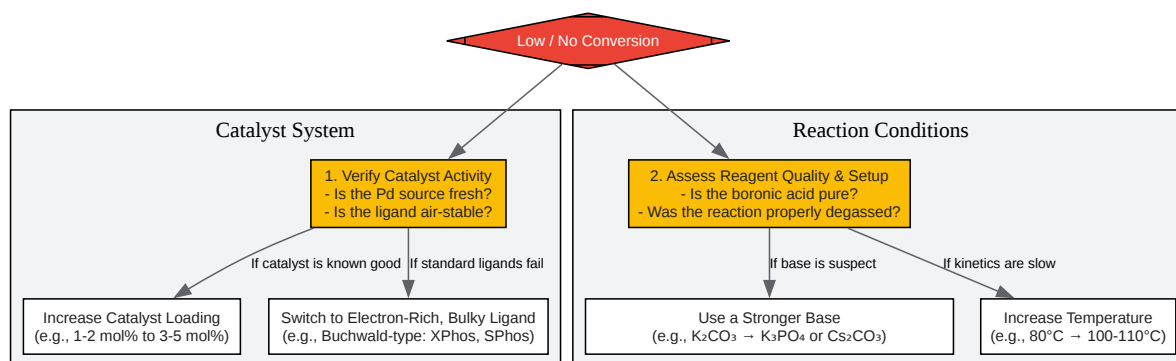 Low / No Conversion
Catalyst System
1. Verify Catalyst Activity
- Is the Pd source fresh?
- Is the ligand air-stable?
If catalyst is known good
If standard ligands fail
Increase Catalyst Loading
(e.g., 1-2 mol% to 3-5 mol%)
Switch to Electron-Rich, Bulky Ligand
(e.g., Buchwald-type: XPhos, SPhos)
Reaction Conditions
2. Assess Reagent Quality & Setup
- Is the boronic acid pure?
- Was the reaction properly degassed?
If base is suspect
If kinetics are slow
Use a Stronger Base
(e.g., K₂CO₃ → K₃PO₄ or Cs₂CO₃)
Increase Temperature
(e.g., 80°C → 100-110°C)